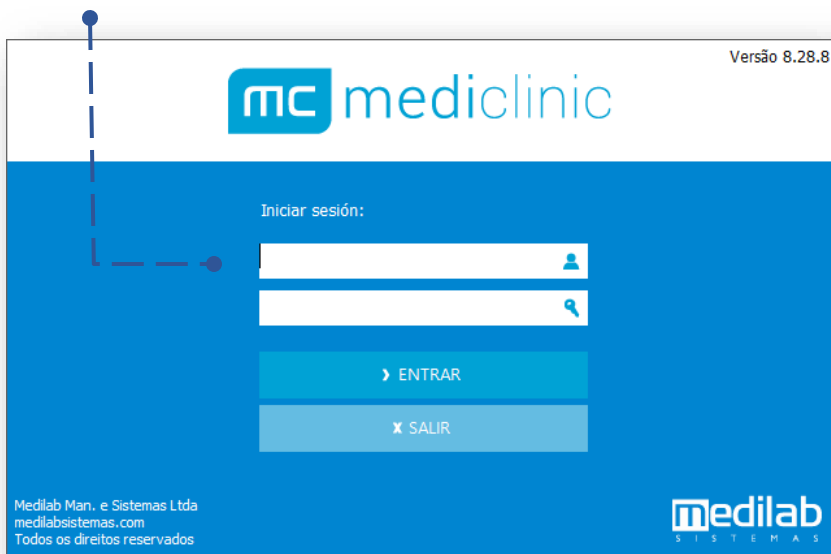 Versão 8.28.8
mc mediclinic
Iniciar sesión:
ENTRAR
X SALIR
Medilab Man. e Sistemas Ltda
medilabsistemas.com
Todos os direitos reservados
medilab
SISTEMAS